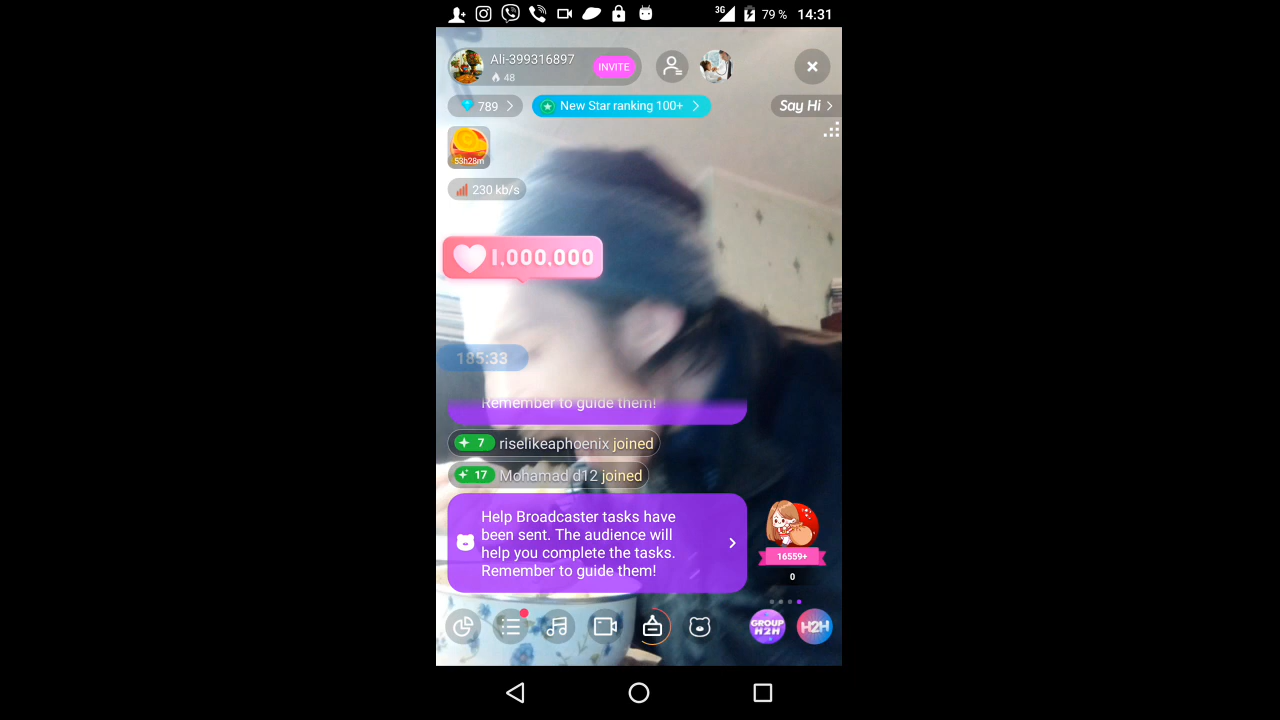 3G 79 % 14:31
Ali-399316897
48
INVITE
789
New Star ranking 100+
Say Hi
53h28m
230 kb/s
1,000,000
185:33
Remember to guide them!
7 riselikeaphoenix joined
17 Mohamad d12 joined
Help Broadcaster tasks have
been sent. The audience will
help you complete the tasks.
Remember to guide them!
16559+
0
GROUP
H2H
H2H